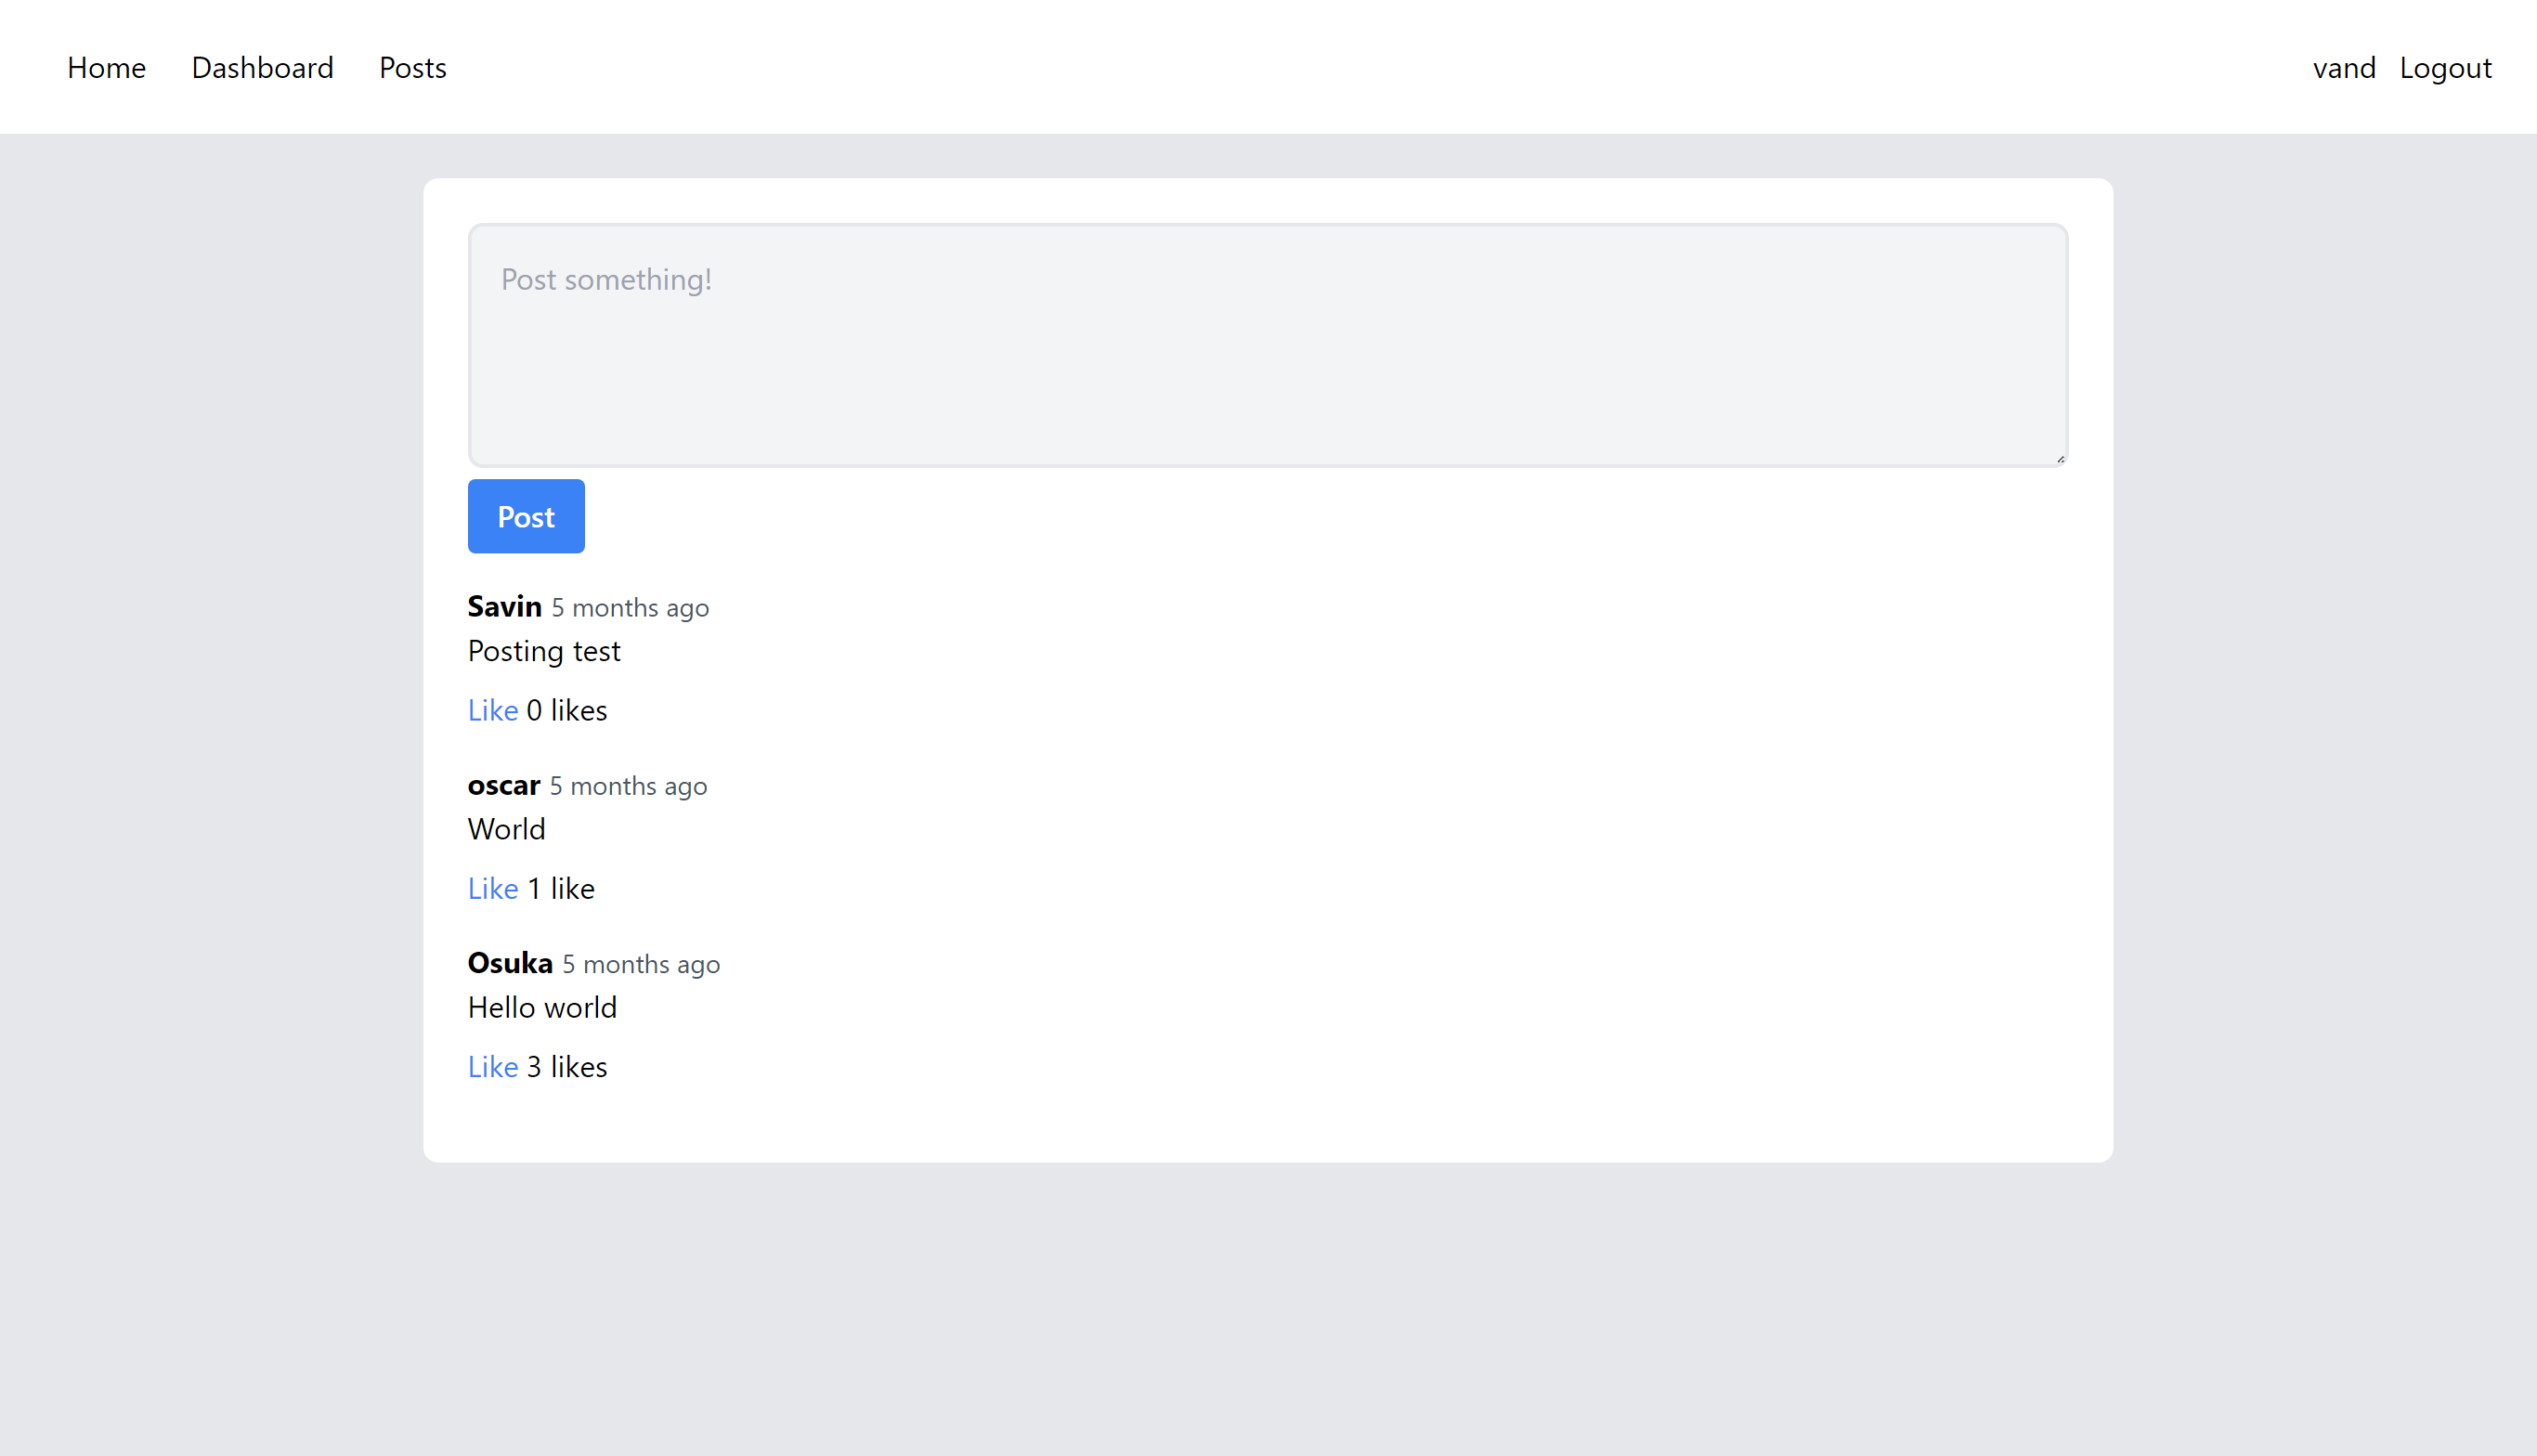 Home Dashboard Posts vand Logout
Post something!
Post
Savin 5 months ago
Posting test
Like 0 likes
oscar 5 months ago
World
Like 1 like
Osuka 5 months ago
Hello world
Like 3 likes